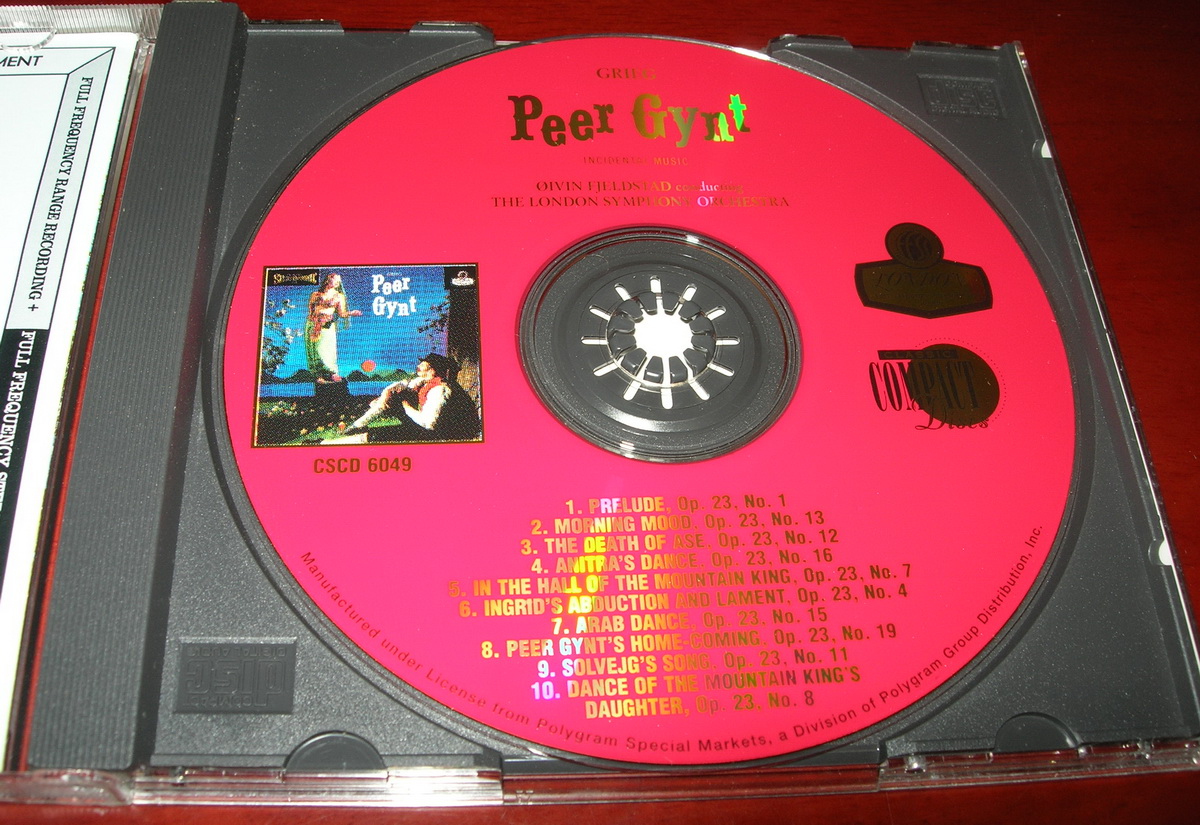 MENT
FULL FREQUENCY RANGE RECORDING +
FULL FREQUENCY
GRIEG
Peer Gynt
INCIDENTAL MUSIC
ØIVIN FJELDSTAD conducting
THE LONDON SYMPHONY ORCHESTRA
Peer
Gynt
CSCD 6049
LONDON
CLASSIC
COMPACT
Discs
1. PRELUDE, Op. 23, No. 1
2. MORNING MOOD, Op. 23, No. 13
3. THE DEATH OF ASE, Op. 23, No. 12
4. ANITRA'S DANCE, Op. 23, No. 16
5. IN THE HALL OF THE MOUNTAIN KING, Op. 23, No. 7
6. INGRID'S ABDUCTION AND LAMENT, Op. 23, No. 4
7. ARAB DANCE, Op. 23, No. 15
8. PEER GYNT'S HOME-COMING, Op. 23, No. 19
9. SOLVEJG'S SONG, Op. 23, No. 11
10. DANCE OF THE MOUNTAIN KING'S
DAUGHTER, Op. 23, No. 8
Manufactured under License from Polygram Special Markets, a Division of Polygram Group Distribution, Inc.